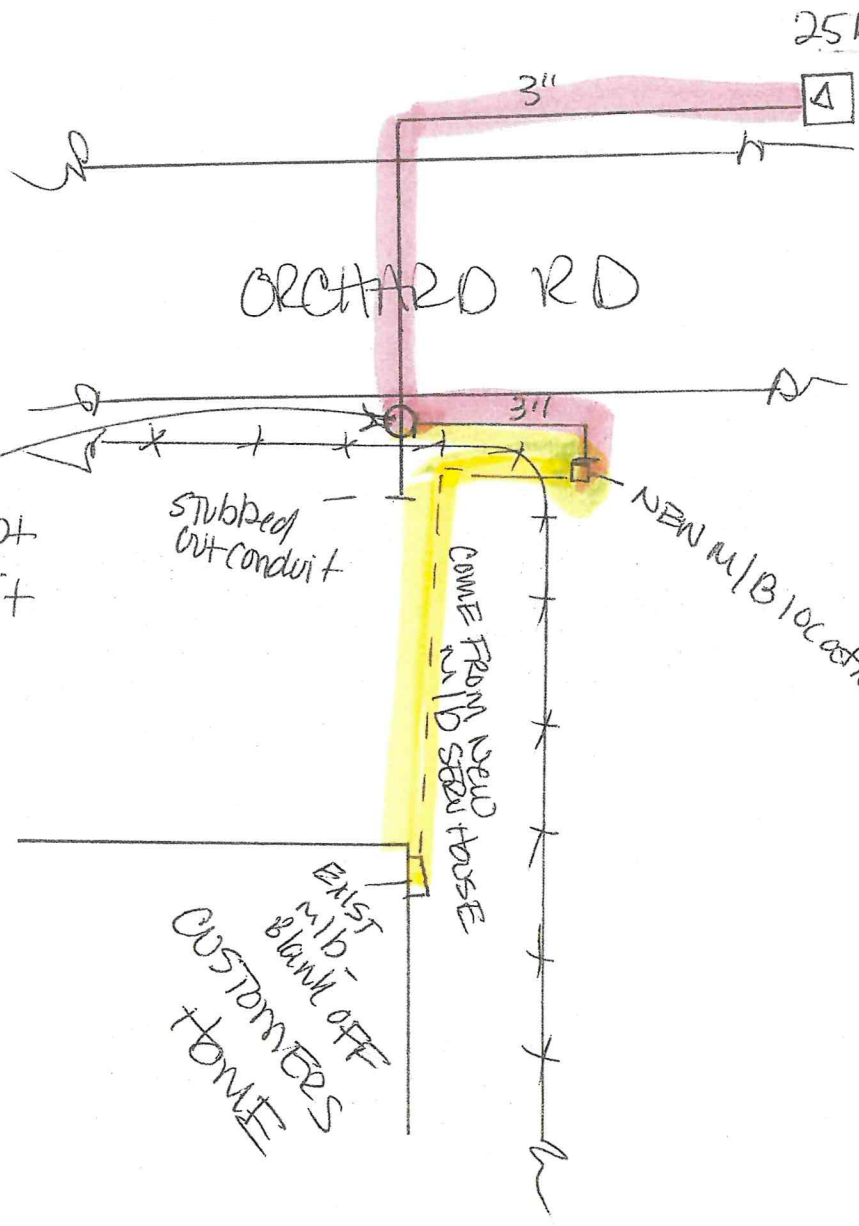 25
3"
ORCHARD RD
3"
stubbed
out conduit
NEW M/B
COME FROM NEW
m/b SERV HOUSE
EXIST
m/b -
Blank OFF
CUSTOMERS
HOME